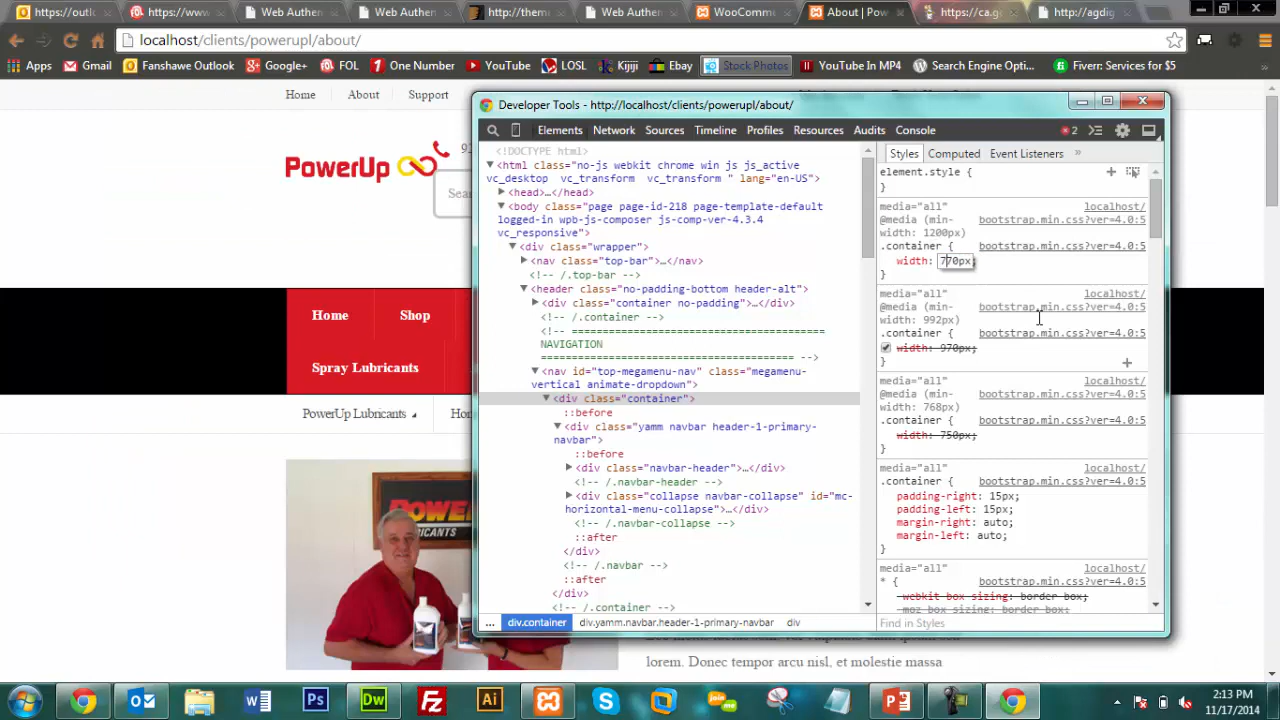 https://outl
https://www
Web Authen
Web Authen
http://them
Web Authen
WooComme
About | Pow
https://ca.go
http://agdig
localhost/clients/powerupl/about/
Apps Gmail Fanshawe Outlook Google+ FOL One Number YouTube LOSL Kijiji Ebay Stock Photos YouTube In MP4 Search Engine Opti... Fiverr: Services for $5
Home About Support
PowerUp
Sea
Home Shop
Spray Lubricants
PowerUp Lubricants
POWER
LUBRICANTS
lorem. Donec tempor arcu nisl, et molestie massa
Developer Tools - http://localhost/clients/powerupl/about/
Elements Network Sources Timeline Profiles Resources Audits Console 2
<!DOCTYPE html>
<html class="no-js webkit chrome win js js_active
vc_desktop vc_transform vc_transform " lang="en-US">
<head>…</head>
<body class="page page-id-218 page-template-default
logged-in wpb-js-composer js-comp-ver-4.3.4
vc_responsive">
<div class="wrapper">
<nav class="top-bar">…</nav>
<!-- /.top-bar -->
<header class="no-padding-bottom header-alt">
<div class="container no-padding">…</div>
<!-- /.container -->
<!-- ======================================
NAVIGATION
====================================== -->
<nav id="top-megamenu-nav" class="megamenu-
vertical animate-dropdown">
<div class="container">
::before
<div class="yamm navbar header-1-primary-
navbar">
::before
<div class="navbar-header">…</div>
<!-- /.navbar-header -->
<div class="collapse navbar-collapse" id="mc-
horizontal-menu-collapse">…</div>
<!-- /.navbar-collapse -->
::after
</div>
<!-- /.navbar -->
::after
</div>
<!-- /.container -->
... div.container div.yamm.navbar.header-1-primary-navbar div
Styles Computed Event Listeners »
element.style {
}
media="all" localhost/
@media (min- bootstrap.min.css?ver=4.0:5
width: 1200px)
.container { bootstrap.min.css?ver=4.0:5
width: 770px;
}
media="all" localhost/
@media (min- bootstrap.min.css?ver=4.0:5
width: 992px)
.container { bootstrap.min.css?ver=4.0:5
width: 970px;
}
media="all" localhost/
@media (min- bootstrap.min.css?ver=4.0:5
width: 768px)
.container { bootstrap.min.css?ver=4.0:5
width: 750px;
}
media="all" localhost/
.container { bootstrap.min.css?ver=4.0:5
padding-right: 15px;
padding-left: 15px;
margin-right: auto;
margin-left: auto;
}
media="all" localhost/
* { bootstrap.min.css?ver=4.0:5
-webkit-box-sizing: border-box;
-moz-box-sizing: border-box;
Find in Styles
2:13 PM
11/17/2014